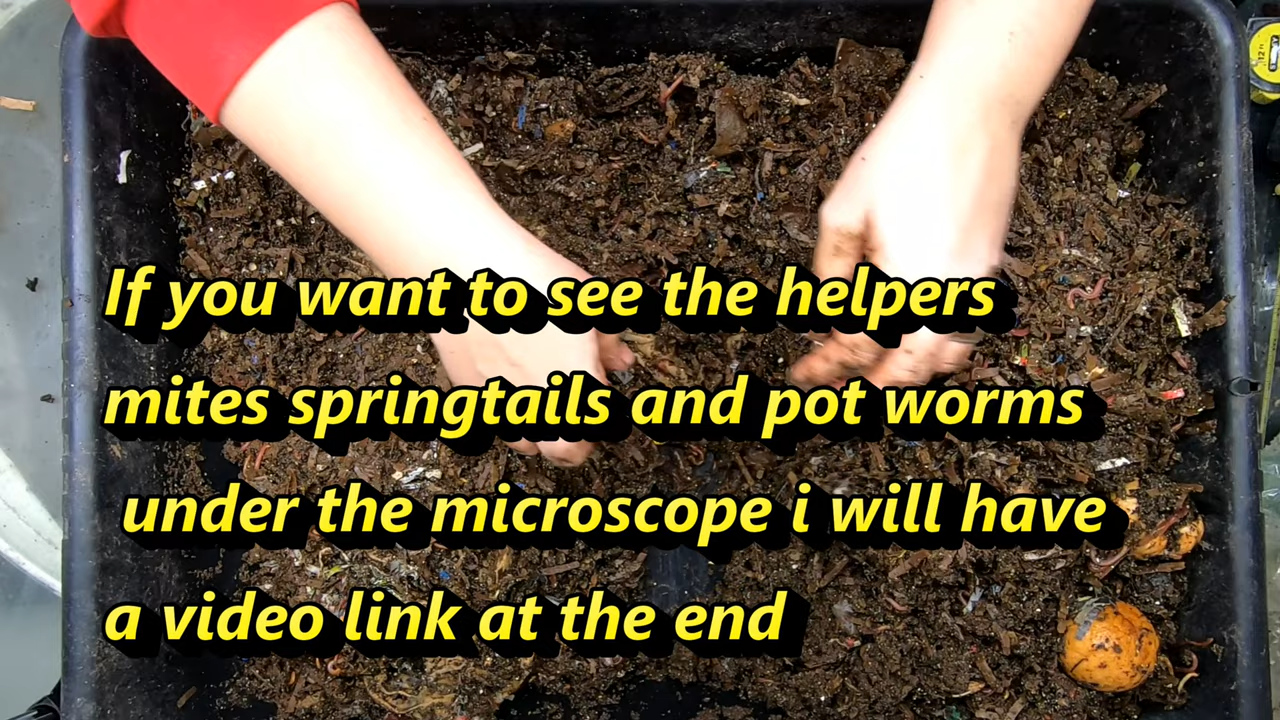 If you want to see the helpers
mites springtails and pot worms
under the microscope i will have
a video link at the end